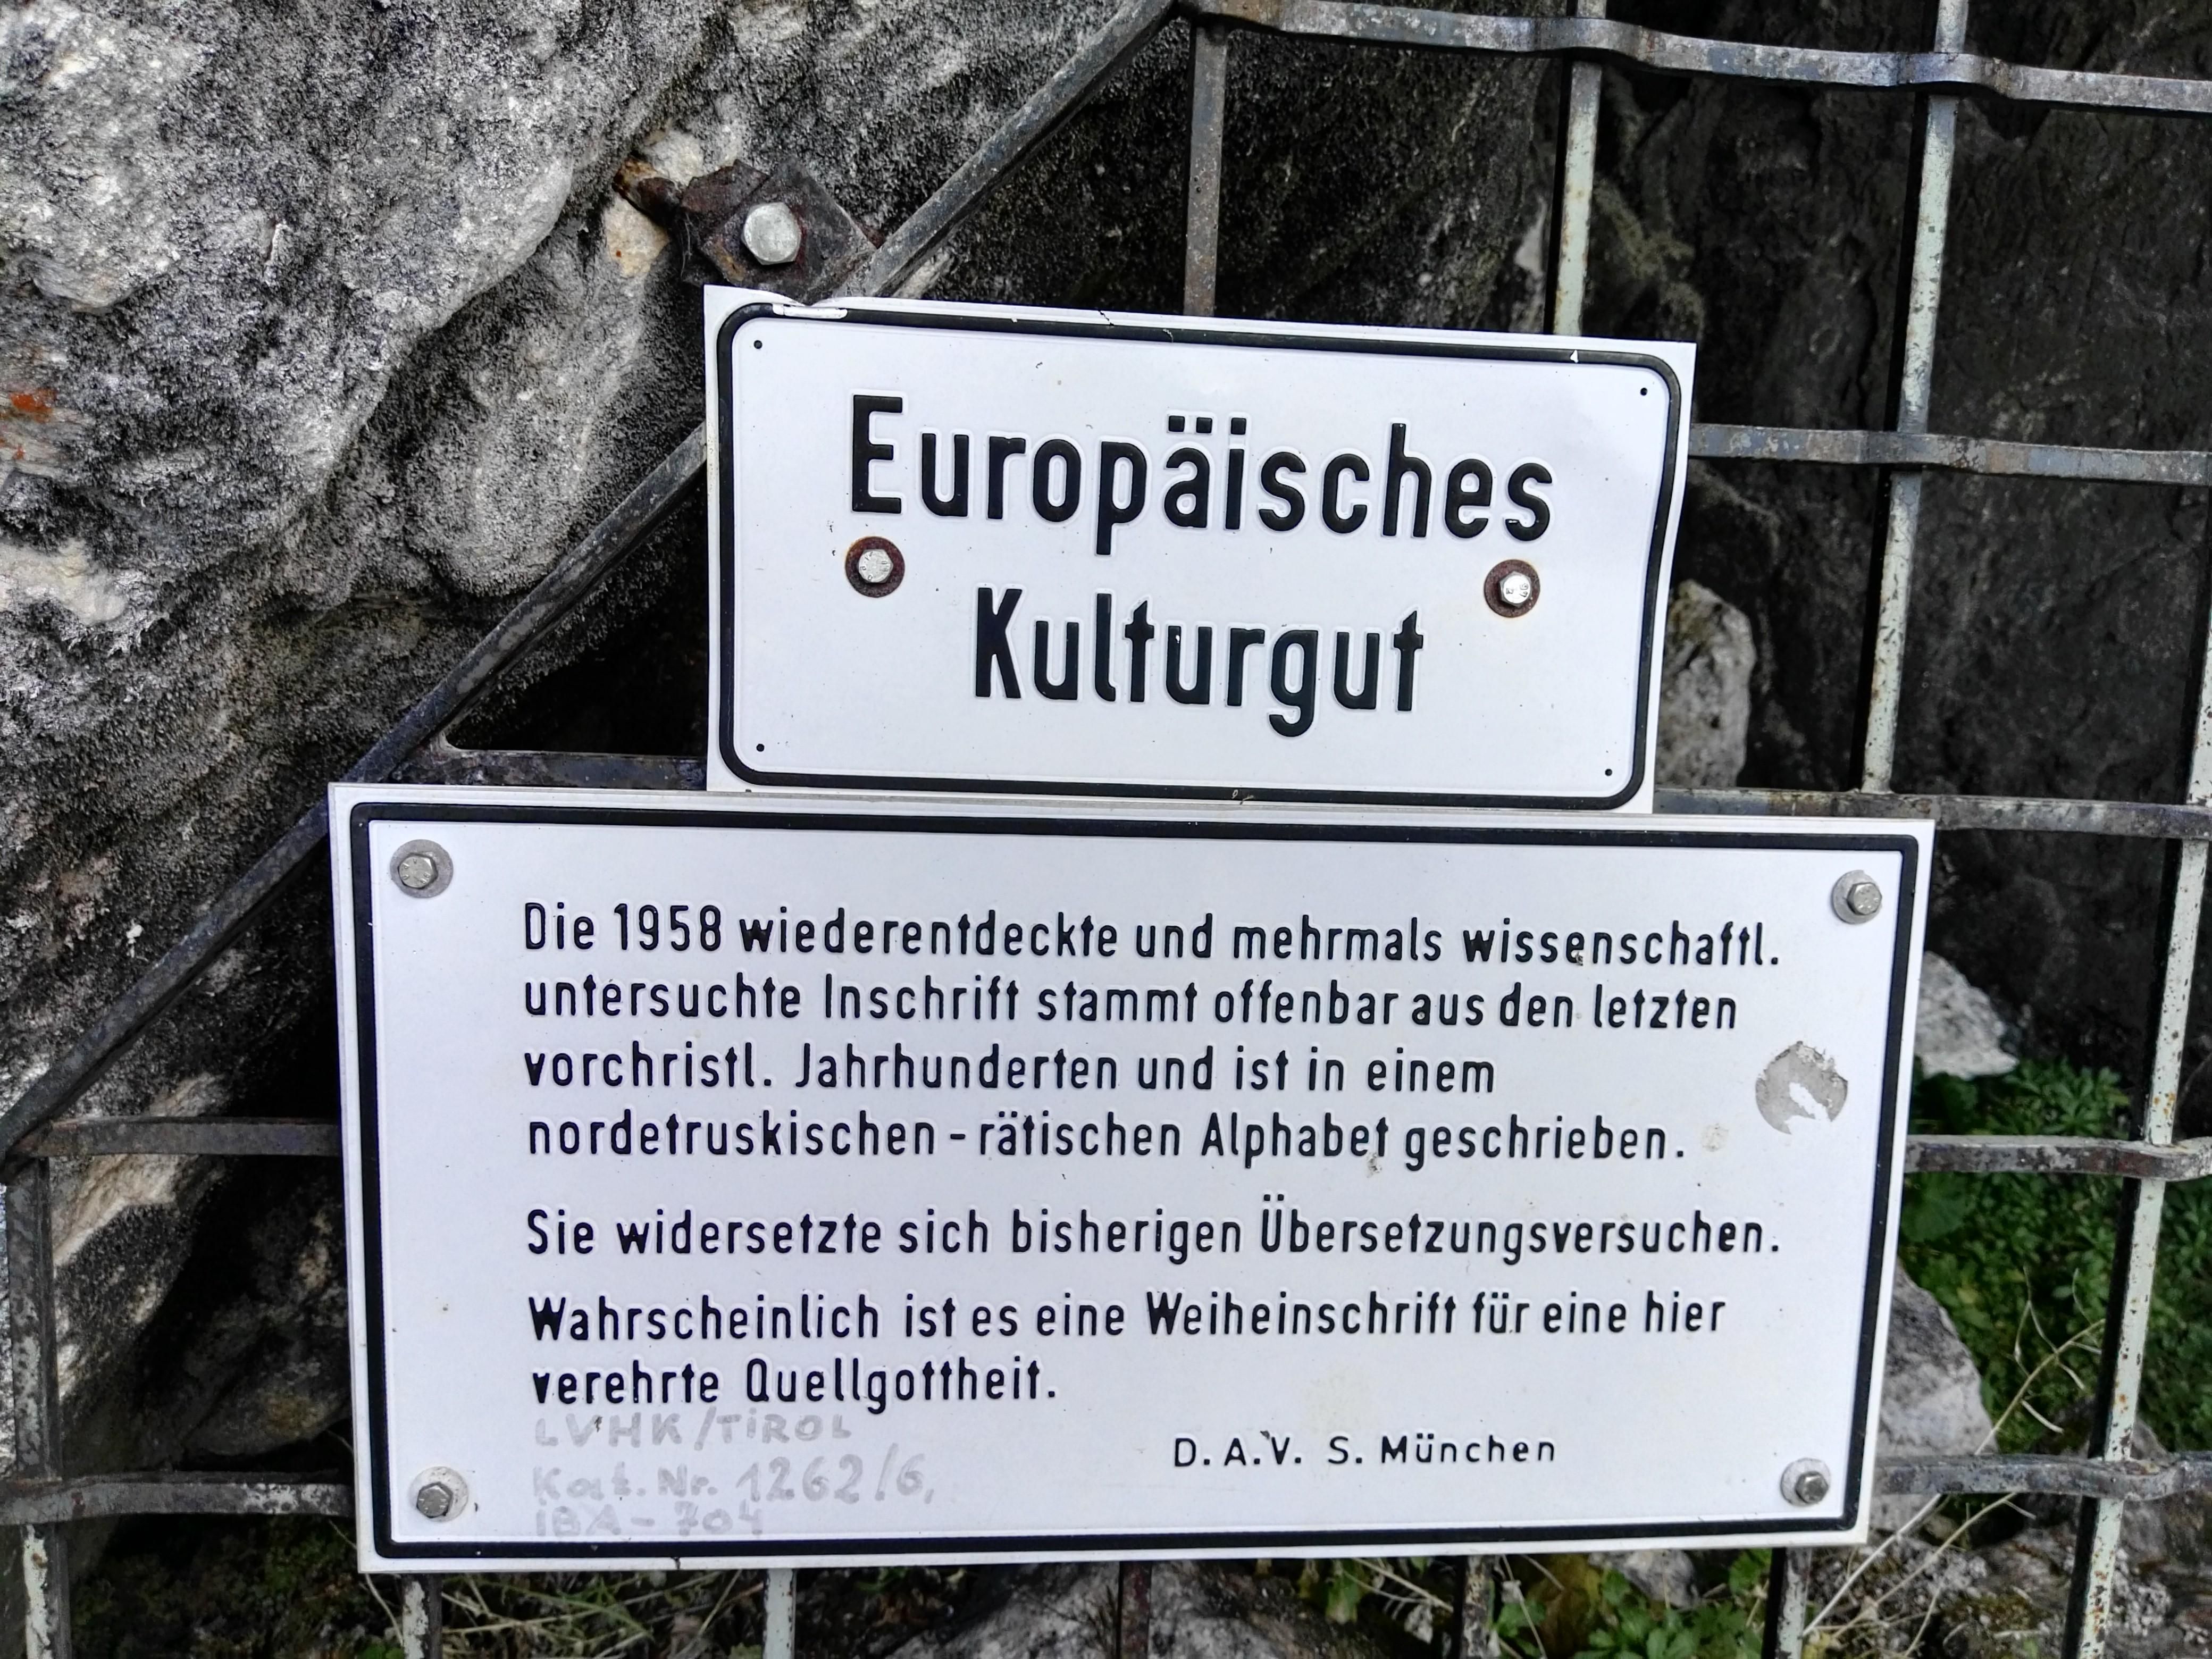 Europäisches
Kulturgut
Die 1958 wiederentdeckte und mehrmals wissenschaftl.
untersuchte Inschrift stammt offenbar aus den letzten
vorchristl. Jahrhunderten und ist in einem
nordetruskischen - rätischen Alphabet geschrieben.
Sie widersetzte sich bisherigen Übersetzungsversuchen.
Wahrscheinlich ist es eine Weiheinschrift für eine hier
verehrte Quellgottheit.
LVHK/TiROL
Kat. Nr. 1262/6,
D. A. V. S. München